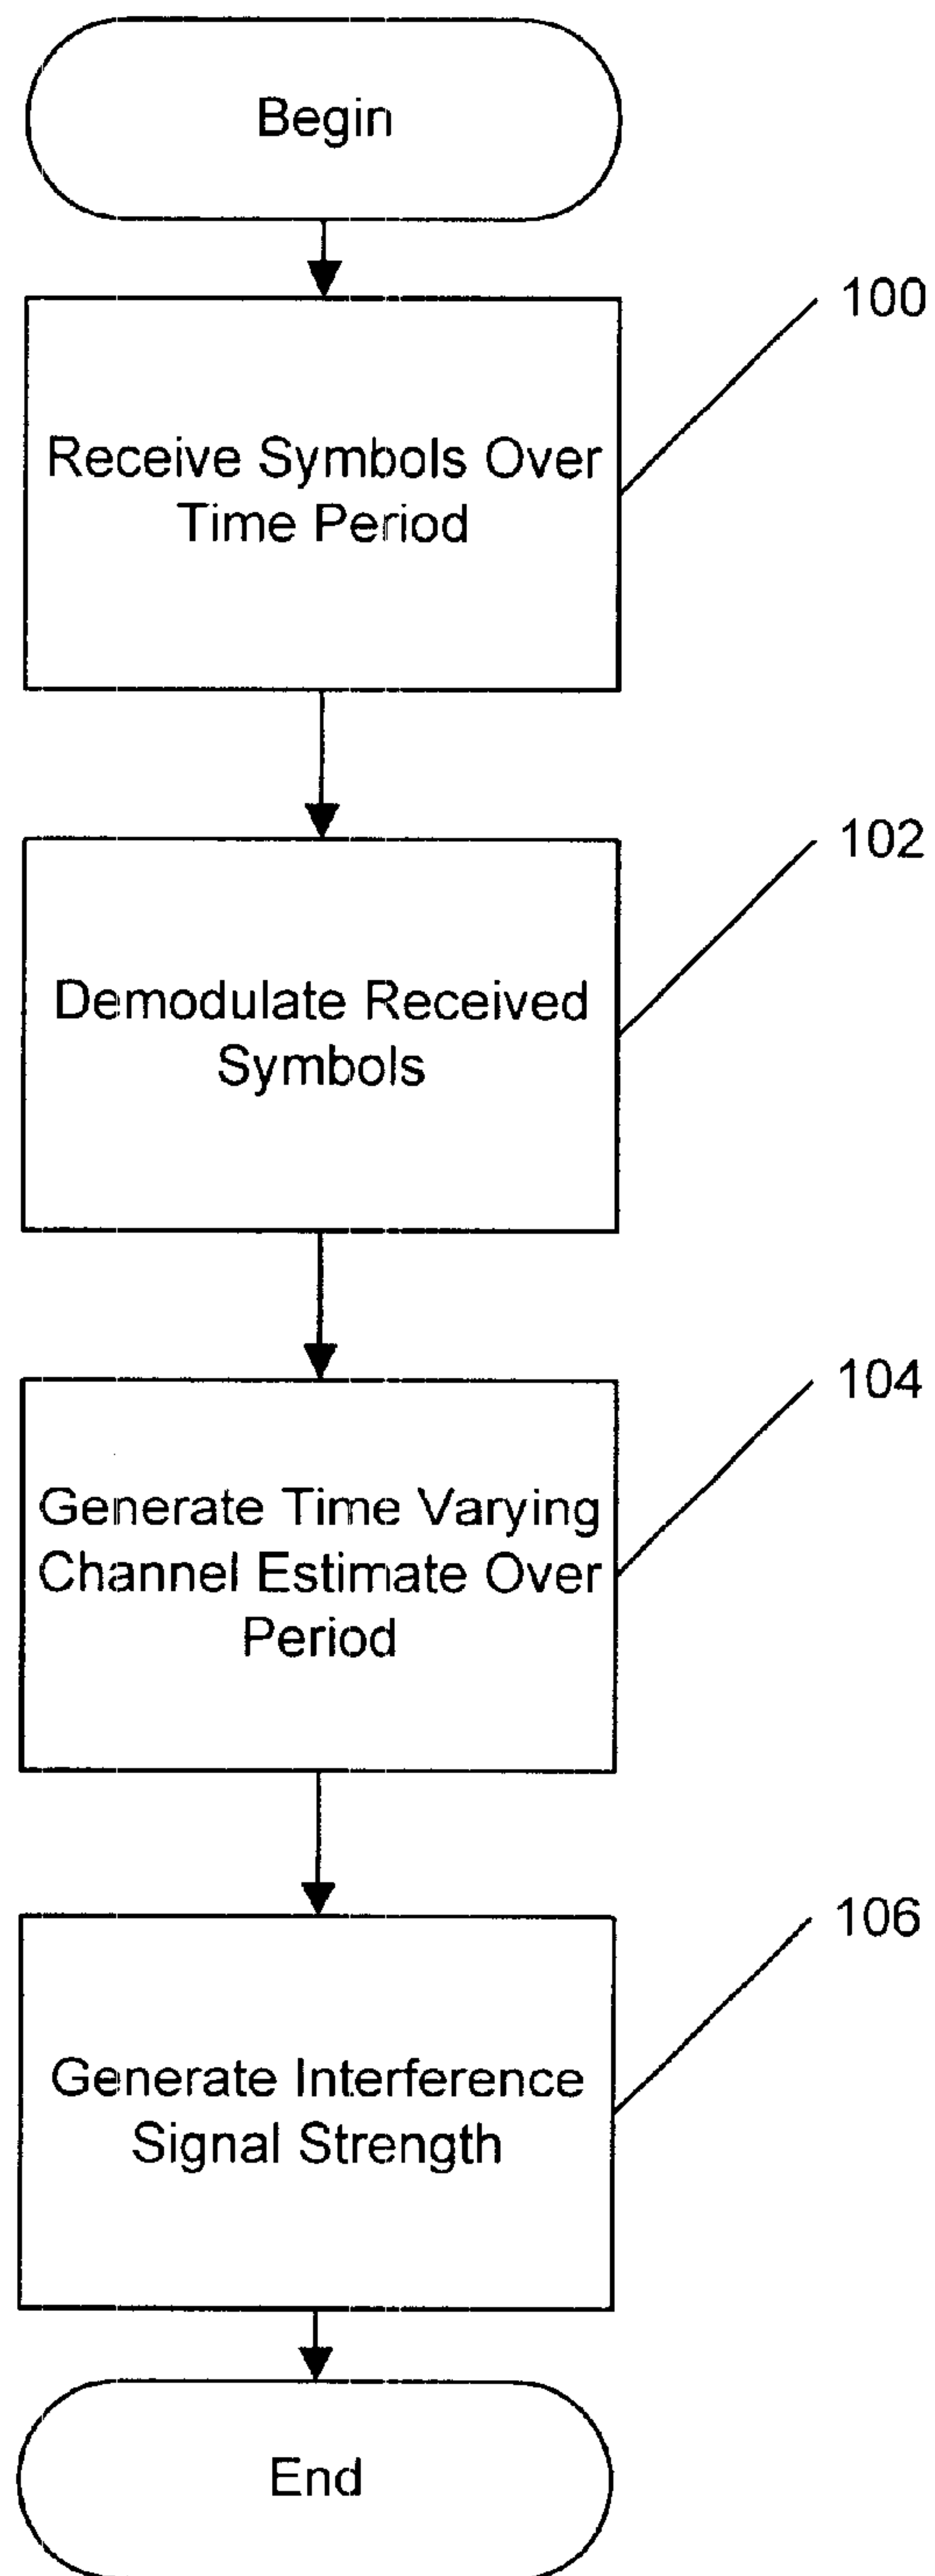 Begin
100
Receive Symbols Over
Time Period
102
Demodulate Received
Symbols
104
Generate Time Varying
Channel Estimate Over
Period
106
Generate Interference
Signal Strength
End